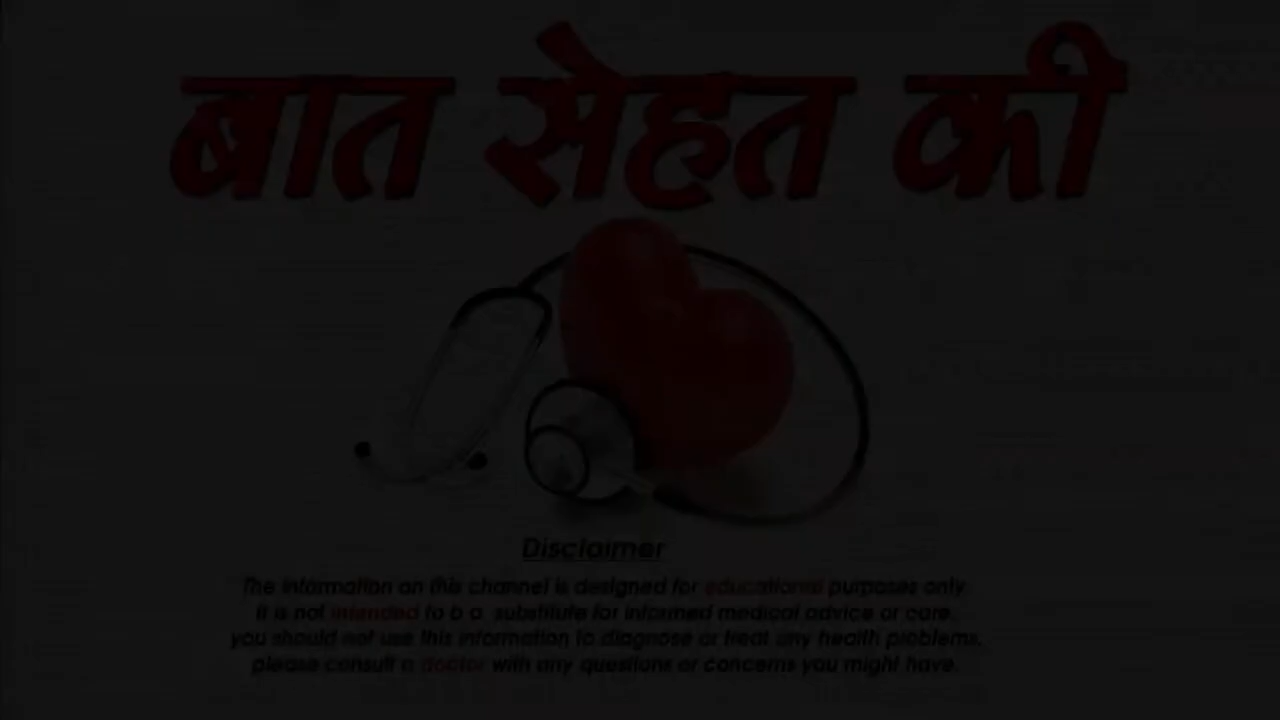 बात सेहत की
Disclaimer
The information on this channel is designed for educational purposes only.
it is not intended to b a substitute for informed medical advice or care.
you should not use this information to diagnose or treat any health problems.
please consult a doctor with any questions or concerns you might have.